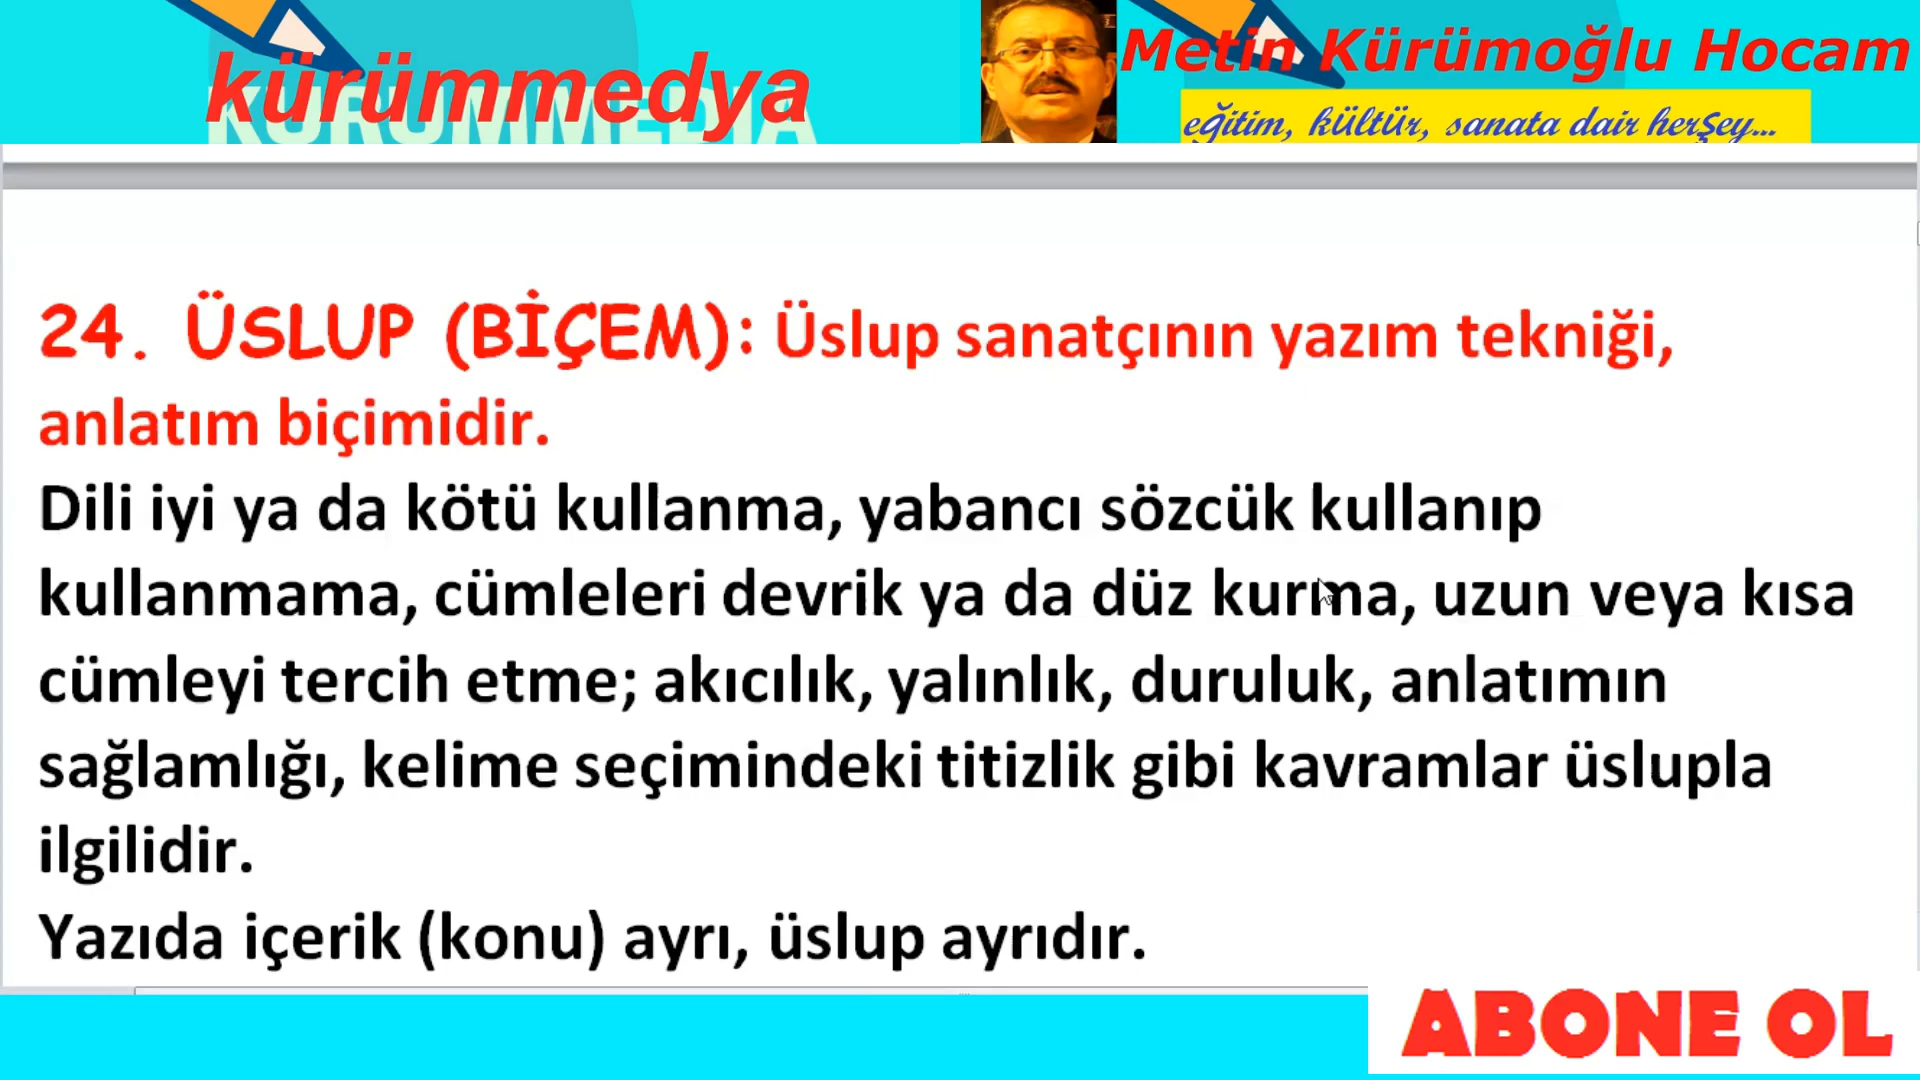 kürümmedya
KURUMMEDIA
Metin Kürümoğlu Hocam
eğitim, kültür, sanata dair herşey...
24. ÜSLUP (BİÇEM): Üslup sanatçının yazım tekniği,
anlatım biçimidir.
Dili iyi ya da kötü kullanma, yabancı sözcük kullanıp
kullanmama, cümleleri devrik ya da düz kurma, uzun veya kısa
cümleyi tercih etme; akıcılık, yalınlık, duruluk, anlatımın
sağlamlığı, kelime seçimindeki titizlik gibi kavramlar üslupla
ilgilidir.
Yazıda içerik (konu) ayrı, üslup ayrıdır.
ABONE OL